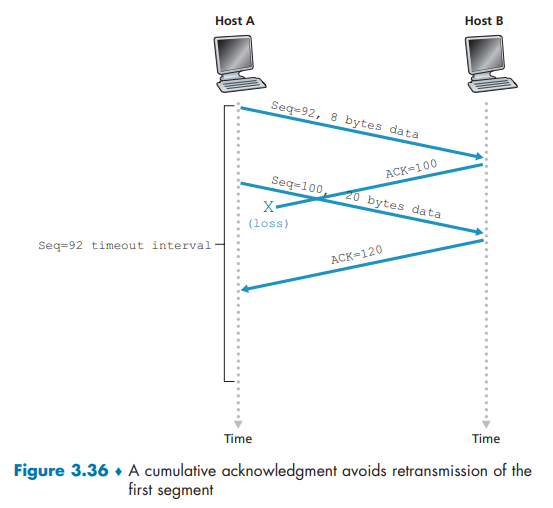 Host A
Host B
Seq=92, 8 bytes data
ACK=100
Seq=100, 20 bytes data
X
(loss)
Seq=92 timeout interval
ACK=120
Time
Time
Figure 3.36 ♦ A cumulative acknowledgment avoids retransmission of the
first segment